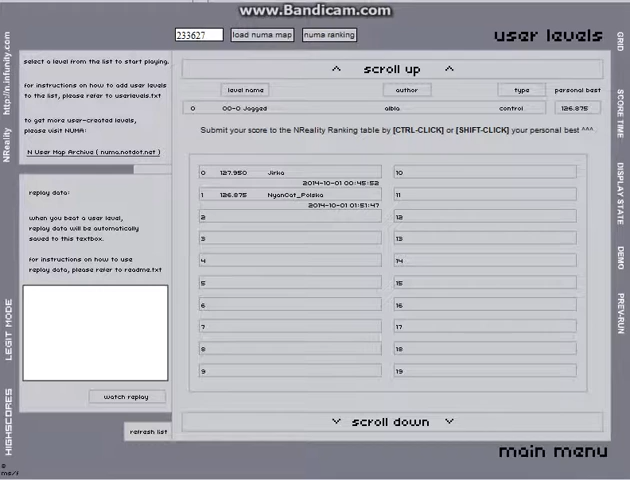 www.Bandicam.com
233627
load numa map
numa ranking
user levels
select a level from the list to start playing.
for instructions on how to add user levels
to the list, please refer to userlevels.txt
to get more user-created levels,
please visit NUMA:
N User Map Archive ( numa.notdot.net )
replay data:
when you beat a user level,
replay data will be automatically
saved to this textbox.
for instructions on how to use
replay data, please refer to readme.txt
watch replay
refresh list
NReality http://n.infunity.com
LEGIT MODE
HIGHSCORES
^ scroll up ^
level name author type personal best
0 00-0 Jagged albia control 126.875
Submit your score to the NReality Ranking table by [CTRL-CLICK] or [SHIFT-CLICK] your personal best ^^^
0 127.950 Jirka
2014-10-01 00:45:52
1 126.875 NyanCat_Polska
2014-10-01 01:51:47
2
3
4
5
6
7
8
9
10
11
12
13
14
15
16
17
18
19
scroll down
main menu
GRID
SCORE TIME
DISPLAY STATE
DEMO
PREV-RUN